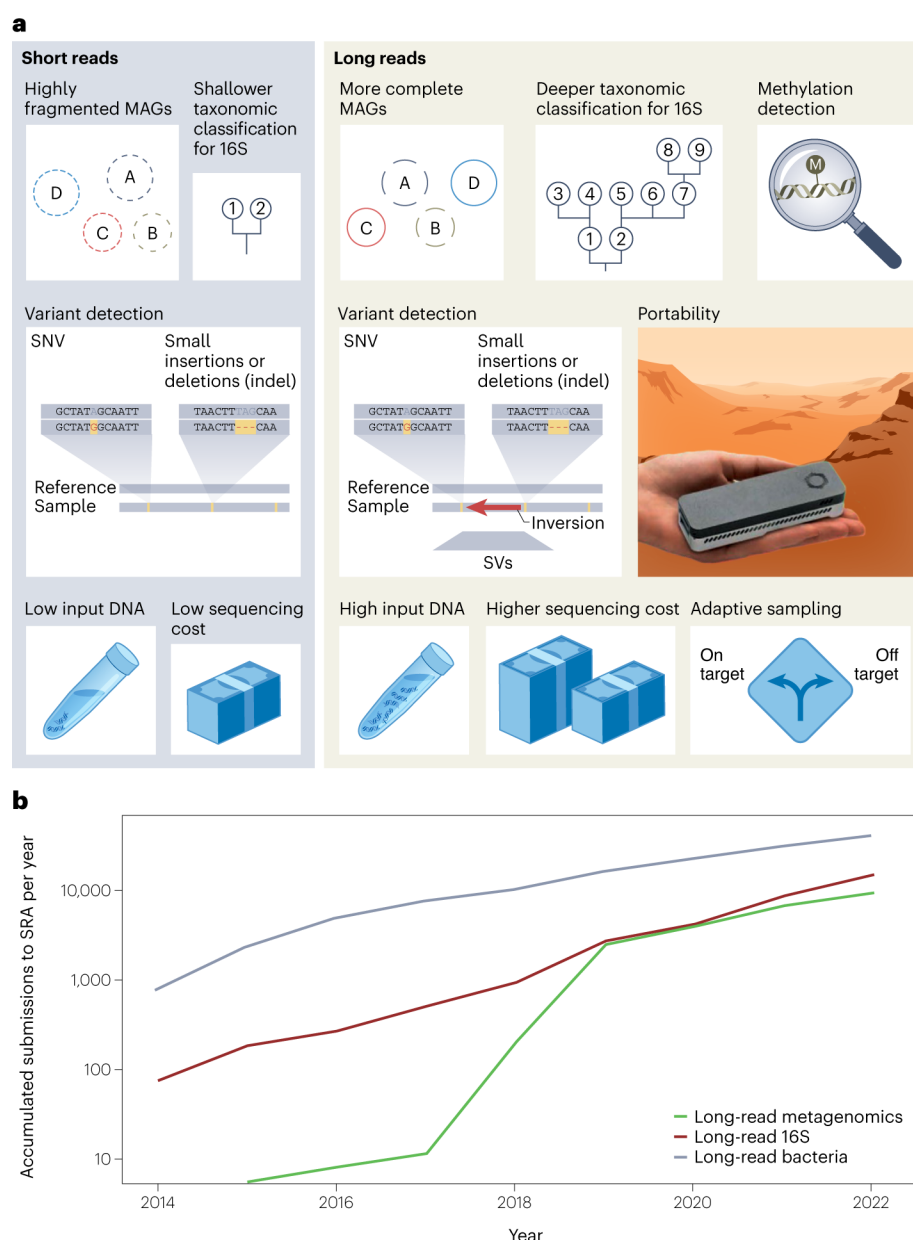 a
Short reads
Highly
fragmented MAGs
D
A
C
B
Shallower
taxonomic
classification
for 16S
1 2
Long reads
More complete
MAGs
A
D
C
B
Deeper taxonomic
classification for 16S
8 9
3 4 5 6 7
1 2
Methylation
detection
M
Variant detection
SNV
Small
insertions or
deletions (indel)
GCTATAGCAATT
GCTATGGCAATT
TAACTTTAGCAA
TAACTT---CAA
Reference
Sample
Variant detection
SNV
Small
insertions or
deletions (indel)
GCTATAGCAATT
GCTATGGCAATT
TAACTTTAGCAA
TAACTT---CAA
Reference
Sample
Inversion
SVs
Portability
Low input DNA
Low sequencing
cost
High input DNA
Higher sequencing cost
Adaptive sampling
On
target
Off
target
b
Accumulated submissions to SRA per year
10,000
1,000
100
10
Long-read metagenomics
Long-read 16S
Long-read bacteria
2014 2016 2018 2020 2022
Year